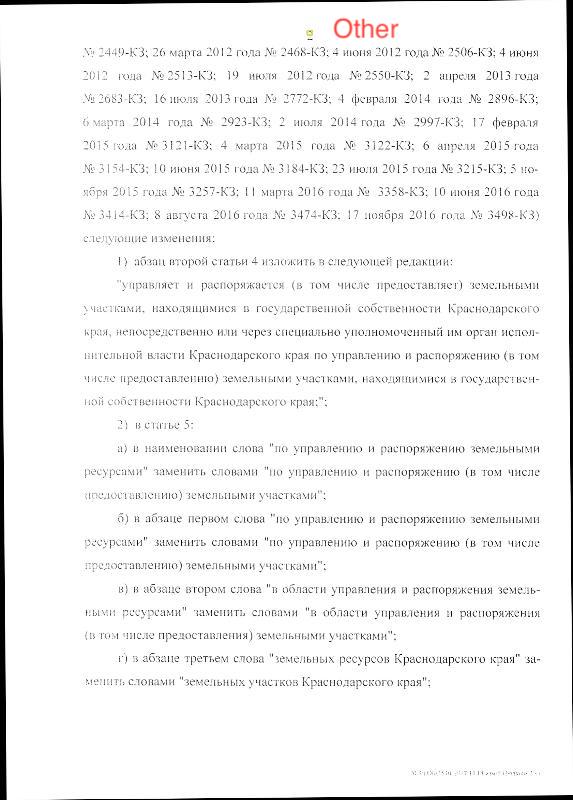 Other
№ 2449-КЗ; 26 марта 2012 года № 2468-КЗ; 4 июня 2012 года № 2506-КЗ; 4 июня
2012 года № 2513-КЗ; 19 июля 2012 года № 2550-КЗ; 2 апреля 2013 года
№ 2683-КЗ; 16 июля 2013 года № 2772-КЗ; 4 февраля 2014 года № 2896-КЗ;
6 марта 2014 года № 2923-КЗ; 2 июля 2014 года № 2997-КЗ; 17 февраля
2015 года № 3121-КЗ; 4 марта 2015 года № 3122-КЗ; 6 апреля 2015 года
№ 3154-КЗ; 10 июня 2015 года № 3184-КЗ; 23 июля 2015 года № 3215-КЗ; 5 но-
ября 2015 года № 3257-КЗ; 11 марта 2016 года № 3358-КЗ; 10 июня 2016 года
№ 3414-КЗ; 8 августа 2016 года № 3474-КЗ; 17 ноября 2016 года № 3498-КЗ)
следующие изменения:
1) абзац второй статьи 4 изложить в следующей редакции:
"управляет и распоряжается (в том числе предоставляет) земельными
участками, находящимися в государственной собственности Краснодарского
края, непосредственно или через специально уполномоченный им орган испол-
нительной власти Краснодарского края по управлению и распоряжению (в том
числе предоставлению) земельными участками, находящимися в государствен-
ной собственности Краснодарского края;";
2) в статье 5:
а) в наименовании слова "по управлению и распоряжению земельными
ресурсами" заменить словами "по управлению и распоряжению (в том числе
предоставлению) земельными участками";
б) в абзаце первом слова "по управлению и распоряжению земельными
ресурсами" заменить словами "по управлению и распоряжению (в том числе
предоставлению) земельными участками";
в) в абзаце втором слова "в области управления и распоряжения земель-
ными ресурсами" заменить словами "в области управления и распоряжения
(в том числе предоставления) земельными участками";
г) в абзаце третьем слова "земельных ресурсов Краснодарского края" за-
менить словами "земельных участков Краснодарского края";